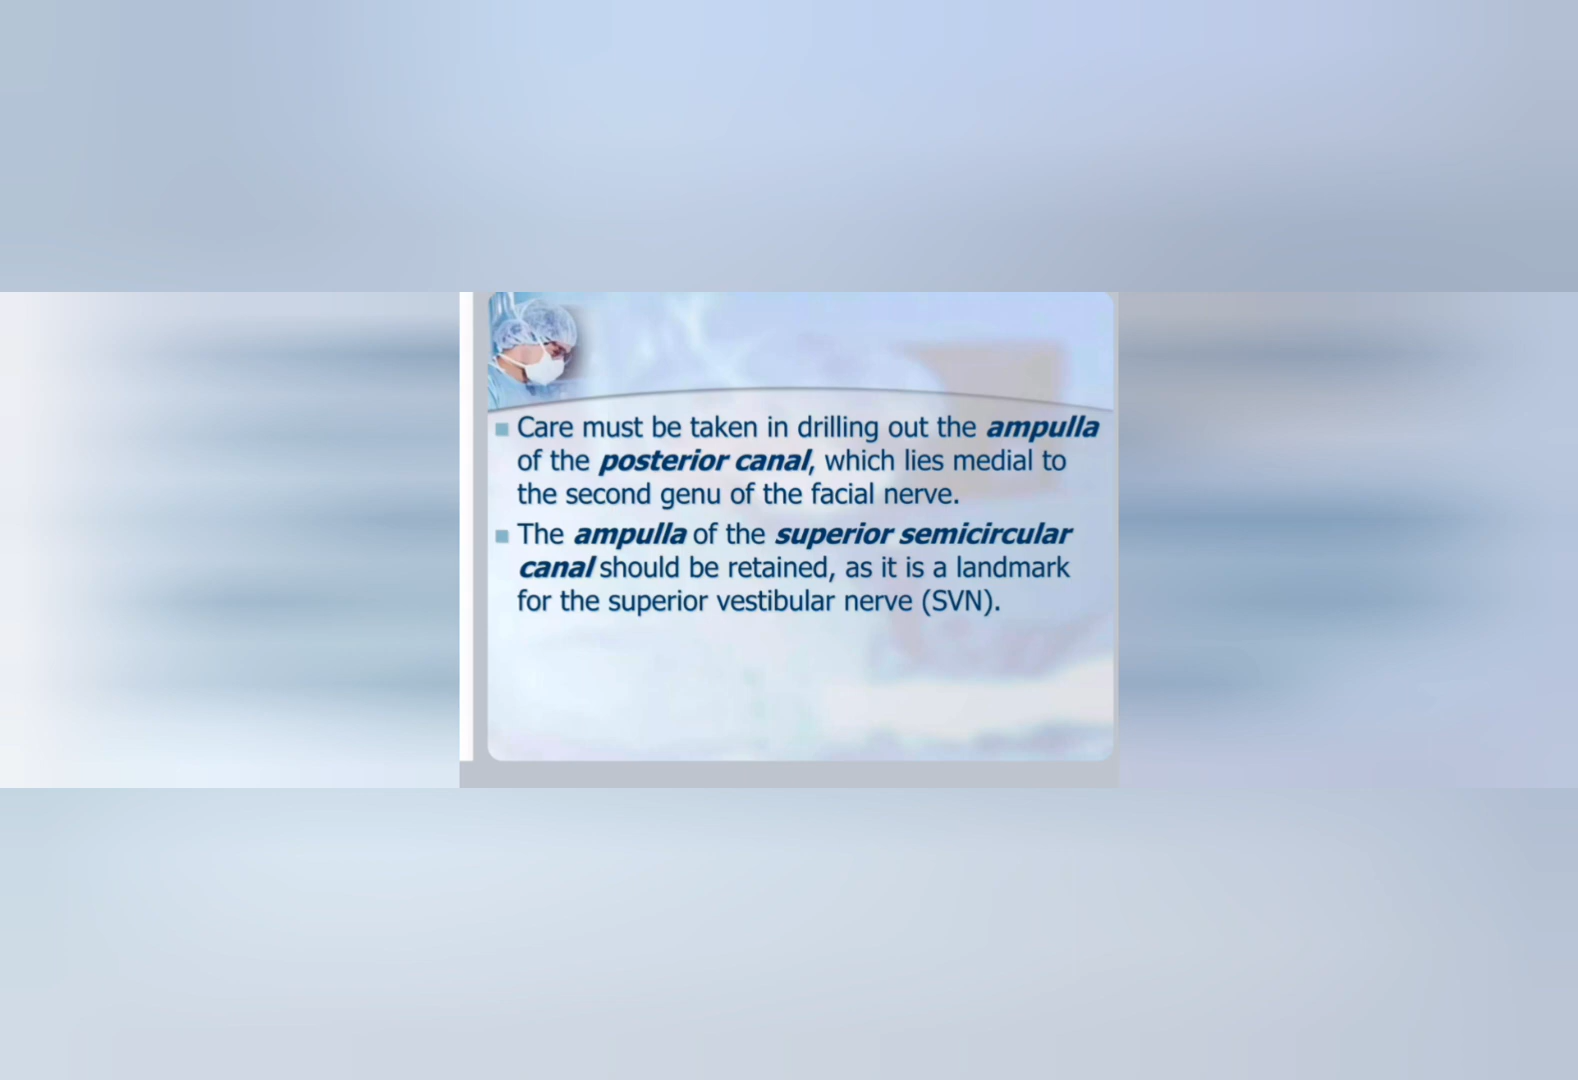 Care must be taken in drilling out the ampulla
of the posterior canal, which lies medial to
the second genu of the facial nerve.
The ampulla of the superior semicircular
canal should be retained, as it is a landmark
for the superior vestibular nerve (SVN).